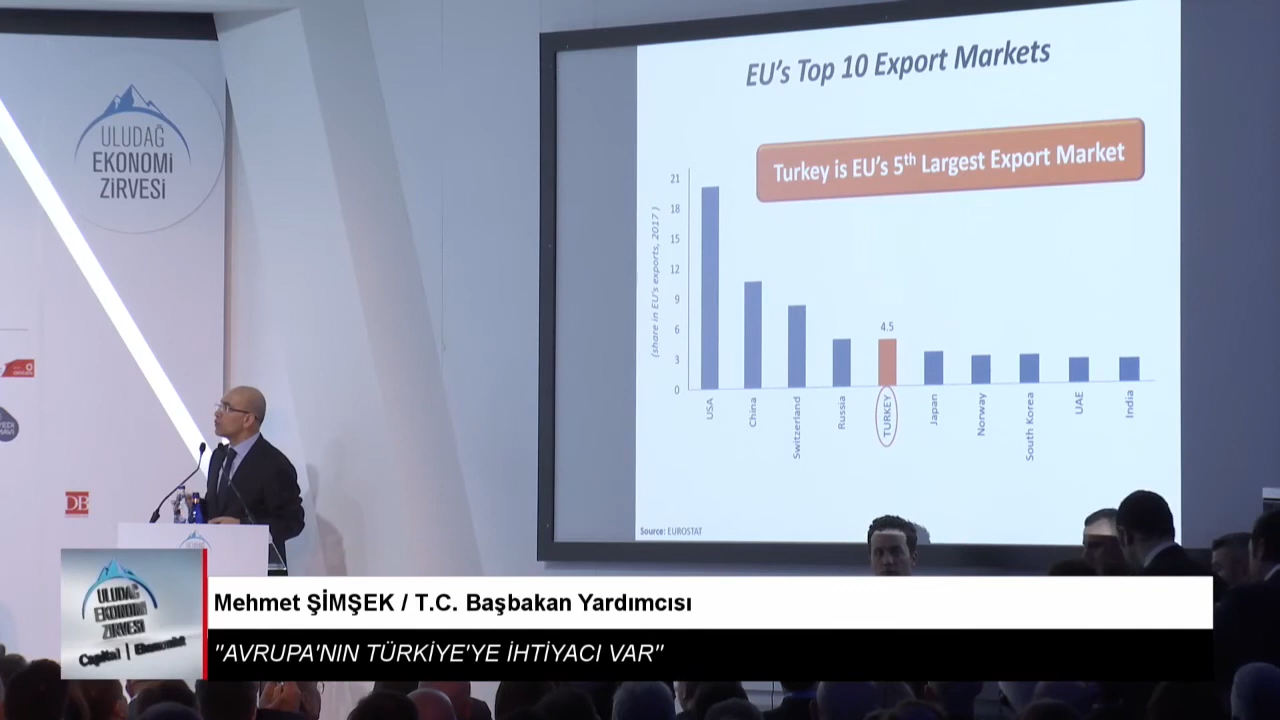 ULUDAĞ
EKONOMİ
ZİRVESİ
DB
EU's Top 10 Export Markets
Turkey is EU's 5th Largest Export Market
(share in EU's exports, 2017 )
21
18
15
12
9
6
3
0
4.5
USA
China
Switzerland
Russia
TURKEY
Japan
Norway
South Korea
UAE
India
Source: EUROSTAT
ULUDAĞ
EKONOMİ
ZİRVESİ
Capital | Ekonomist
Mehmet ŞİMŞEK / T.C. Başbakan Yardımcısı
"AVRUPA'NIN TÜRKİYE'YE İHTİYACI VAR"